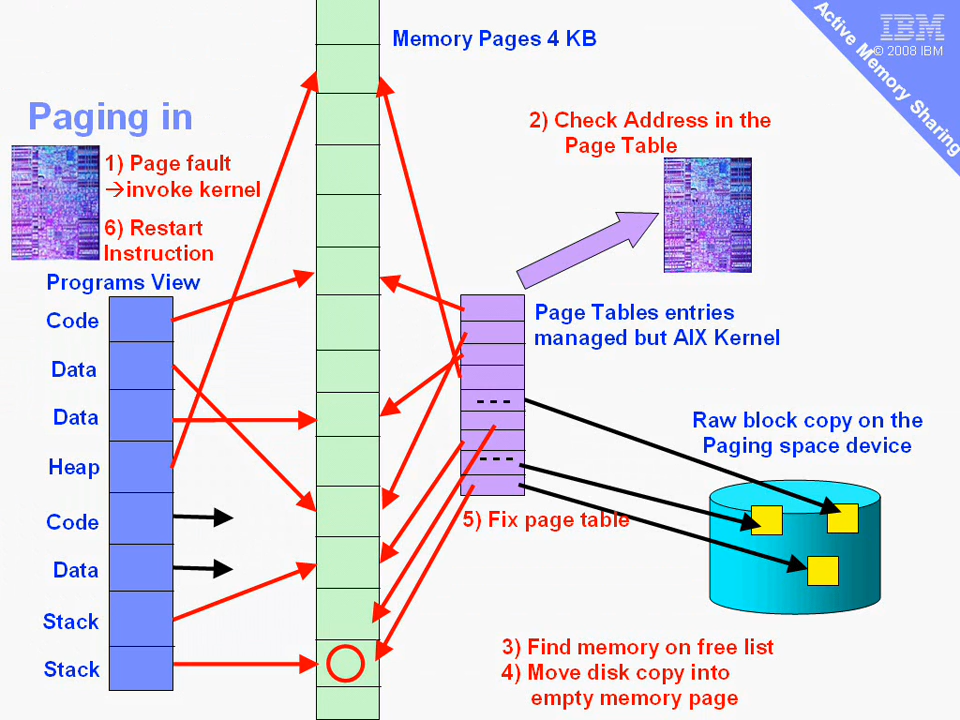 Memory Pages 4 KB
IBM
© 2008 IBM
Active Memory Sharing
Paging in
1) Page fault
→invoke kernel
6) Restart
Instruction
2) Check Address in the
Page Table
Programs View
Code
Data
Data
Heap
Code
Data
Stack
Stack
Page Tables entries
managed but AIX Kernel
---
---
Raw block copy on the
Paging space device
5) Fix page table
3) Find memory on free list
4) Move disk copy into
empty memory page